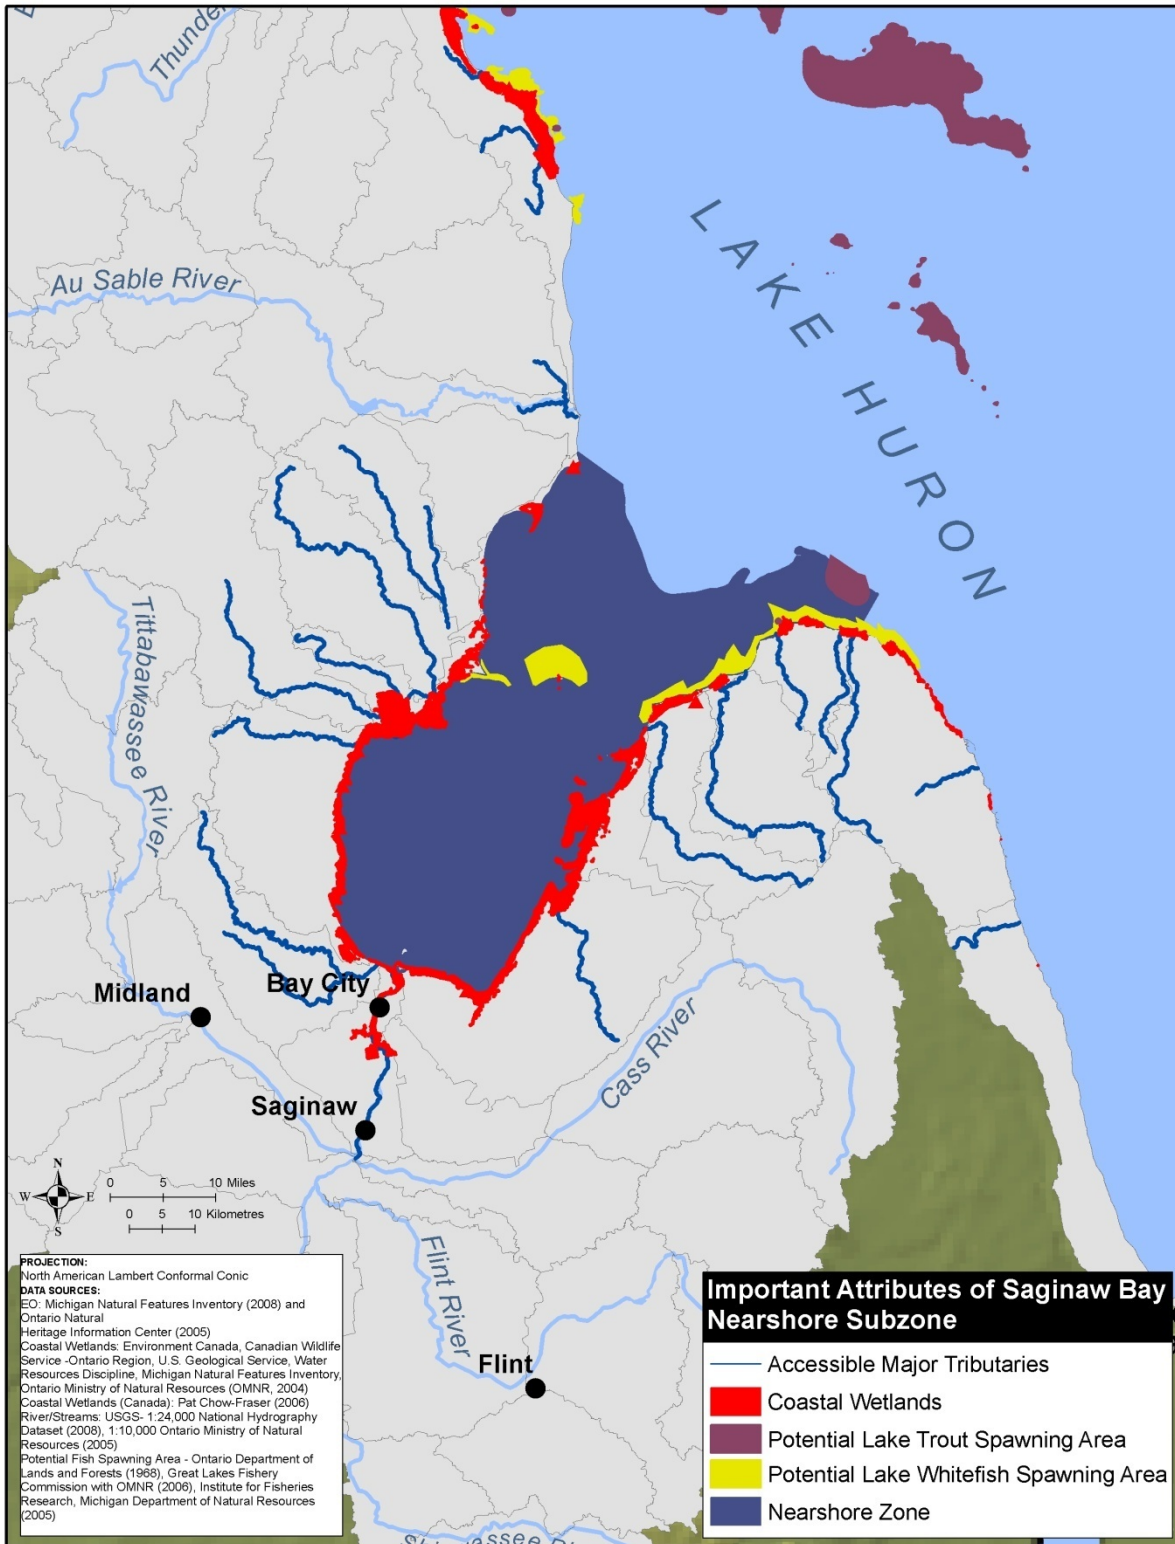 Thunder
Au Sable River
LAKE HURON
Tittabawassee River
Midland
Bay City
Saginaw
Cass River
Flint River
Flint
N
W E
S
0 5 10 Miles
0 5 10 Kilometres
PROJECTION:
North American Lambert Conformal Conic
DATA SOURCES:
EO: Michigan Natural Features Inventory (2008) and
Ontario Natural
Heritage Information Center (2005)
Coastal Wetlands: Environment Canada, Canadian Wildlife
Service -Ontario Region, U.S. Geological Service, Water
Resources Discipline, Michigan Natural Features Inventory,
Ontario Ministry of Natural Resources (OMNR, 2004)
Coastal Wetlands (Canada): Pat Chow-Fraser (2006)
River/Streams: USGS- 1:24,000 National Hydrography
Dataset (2008), 1:10,000 Ontario Ministry of Natural
Resources (2005)
Potential Fish Spawning Area - Ontario Department of
Lands and Forests (1968), Great Lakes Fishery
Commission with OMNR (2006), Institute for Fisheries
Research, Michigan Department of Natural Resources
(2005)
Important Attributes of Saginaw Bay
Nearshore Subzone
Accessible Major Tributaries
Coastal Wetlands
Potential Lake Trout Spawning Area
Potential Lake Whitefish Spawning Area
Nearshore Zone